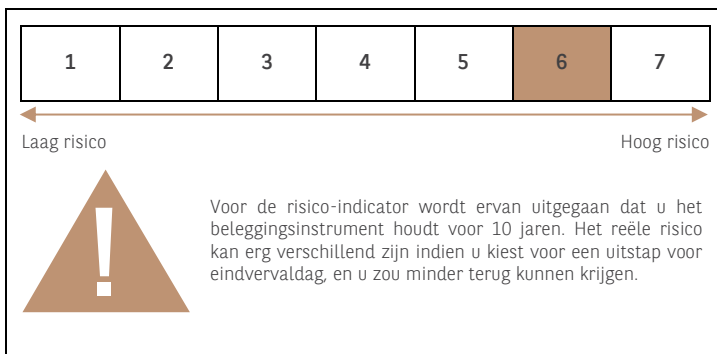 1 2 3 4 5 6 7
Laag risico Hoog risico
!
Voor de risico-indicator wordt ervan uitgegaan dat u het
beleggingsinstrument houdt voor 10 jaren. Het reële risico
kan erg verschillend zijn indien u kiest voor een uitstap voor
eindvervaldag, en u zou minder terug kunnen krijgen.